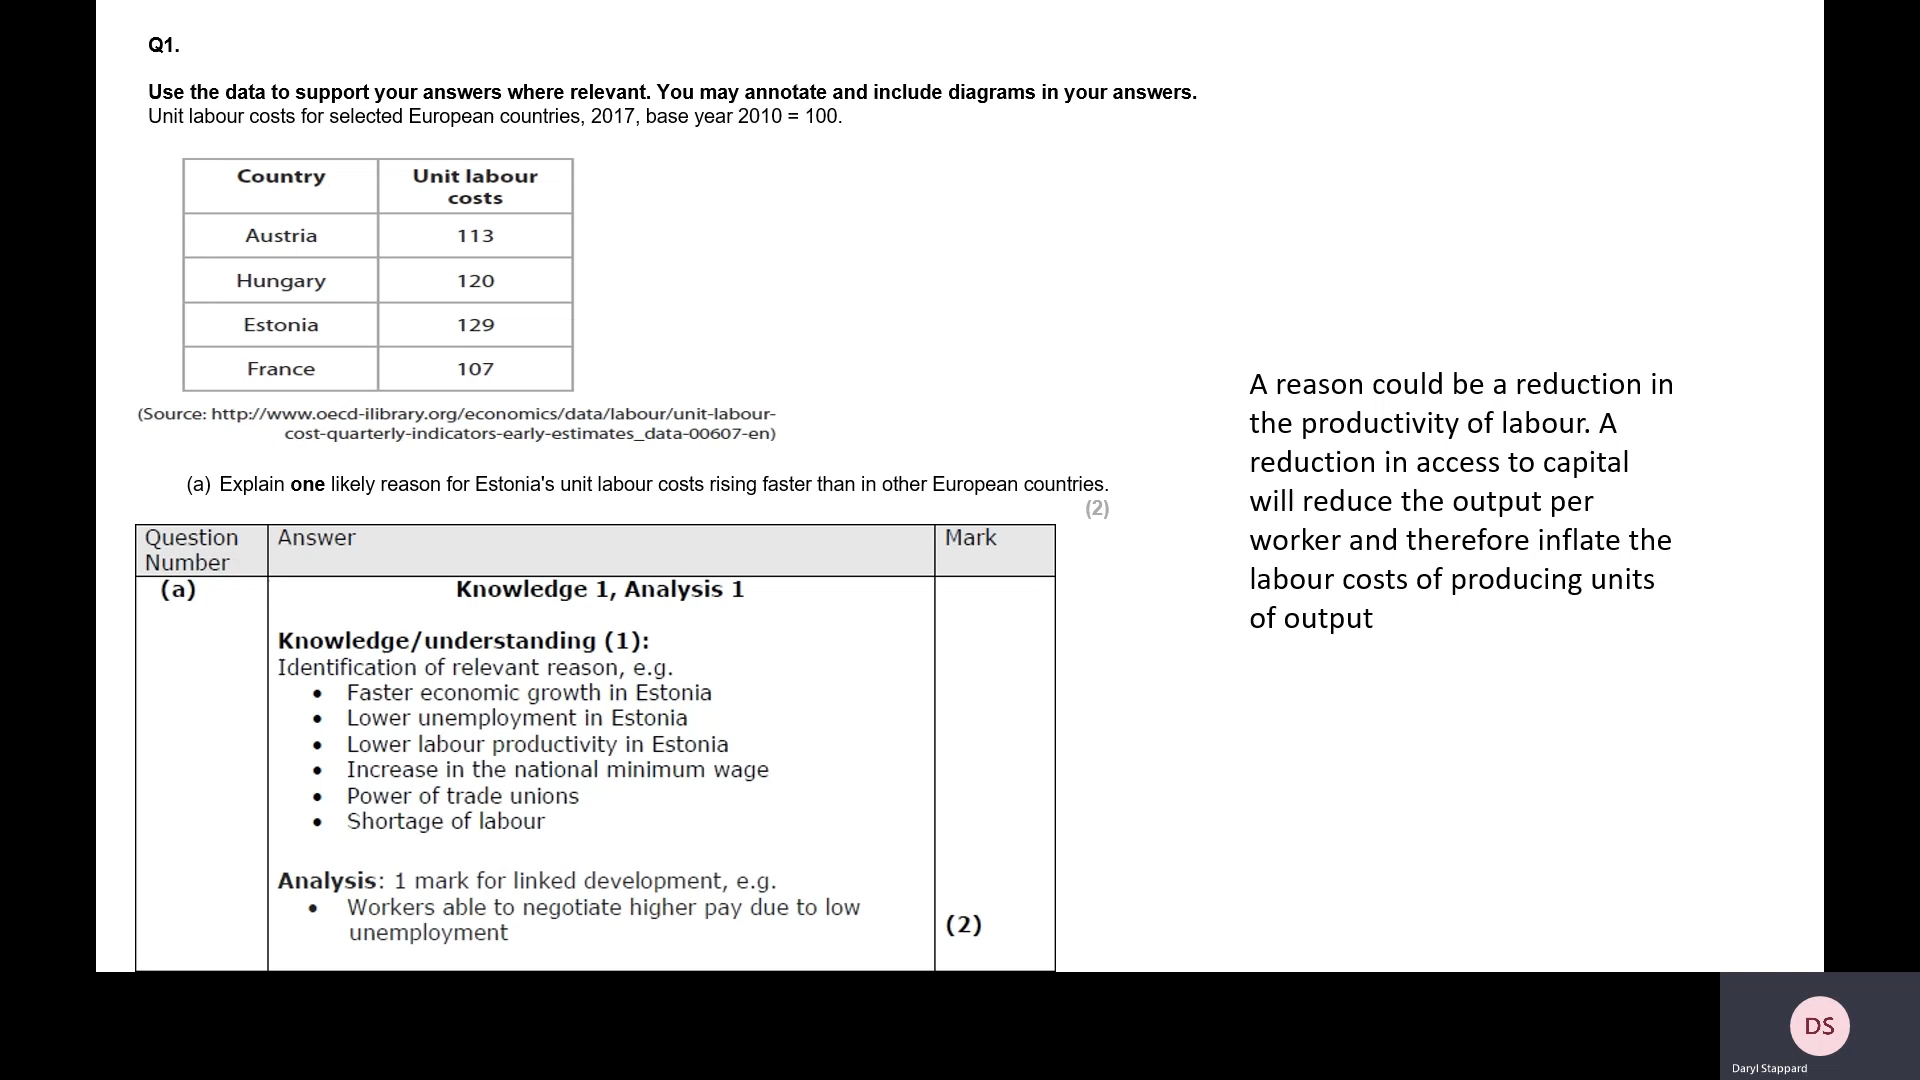 Q1.
Use the data to support your answers where relevant. You may annotate and include diagrams in your answers.
Unit labour costs for selected European countries, 2017, base year 2010 = 100.
Country
Unit labour
costs
Austria 113
Hungary 120
Estonia 129
France 107
(Source: http://www.oecd-ilibrary.org/economics/data/labour/unit-labour-
cost-quarterly-indicators-early-estimates_data-00607-en)
(a) Explain one likely reason for Estonia's unit labour costs rising faster than in other European countries.
(2)
Question
Number
Answer
Mark
(a)
Knowledge 1, Analysis 1
Knowledge/understanding (1):
Identification of relevant reason, e.g.
• Faster economic growth in Estonia
• Lower unemployment in Estonia
• Lower labour productivity in Estonia
• Increase in the national minimum wage
• Power of trade unions
• Shortage of labour
Analysis: 1 mark for linked development, e.g.
• Workers able to negotiate higher pay due to low
unemployment
(2)
A reason could be a reduction in
the productivity of labour. A
reduction in access to capital
will reduce the output per
worker and therefore inflate the
labour costs of producing units
of output
DS
Daryl Stappard